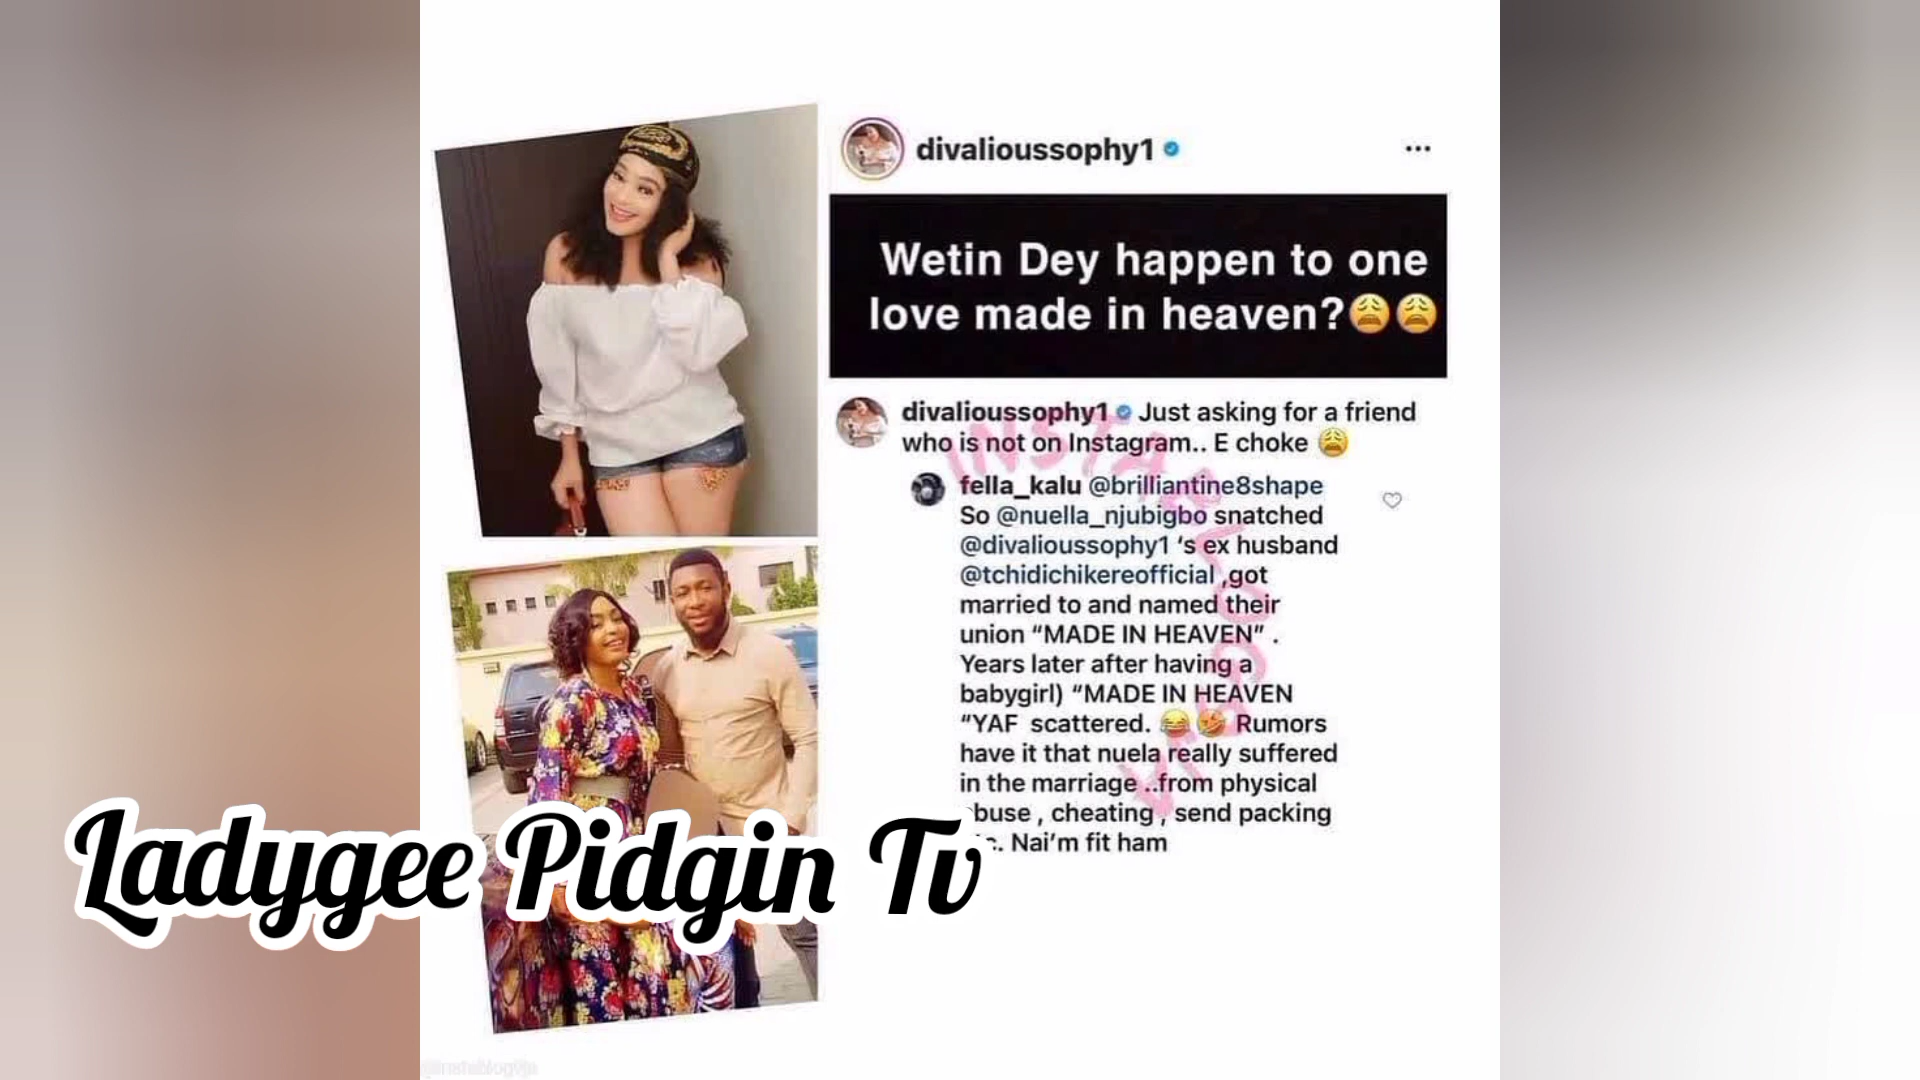 divalioussophy1
Wetin Dey happen to one
love made in heaven?😩😩
divalioussophy1 Just asking for a friend
who is not on Instagram.. E choke 😩
fella_kalu @brilliantine8shape
So @nuella_njubigbo snatched
@divalioussophy1 ‘s ex husband
@tchidichikereofficial ,got
married to and named their
union “MADE IN HEAVEN” .
Years later after having a
babygirl) “MADE IN HEAVEN
“YAF scattered. 😂🤣 Rumors
have it that nuela really suffered
in the marriage ..from physical
buse , cheating , send packing
. Nai’m fit ham
Ladygee Pidgin Tv
INSTABLOG9JA
@instablog9ja